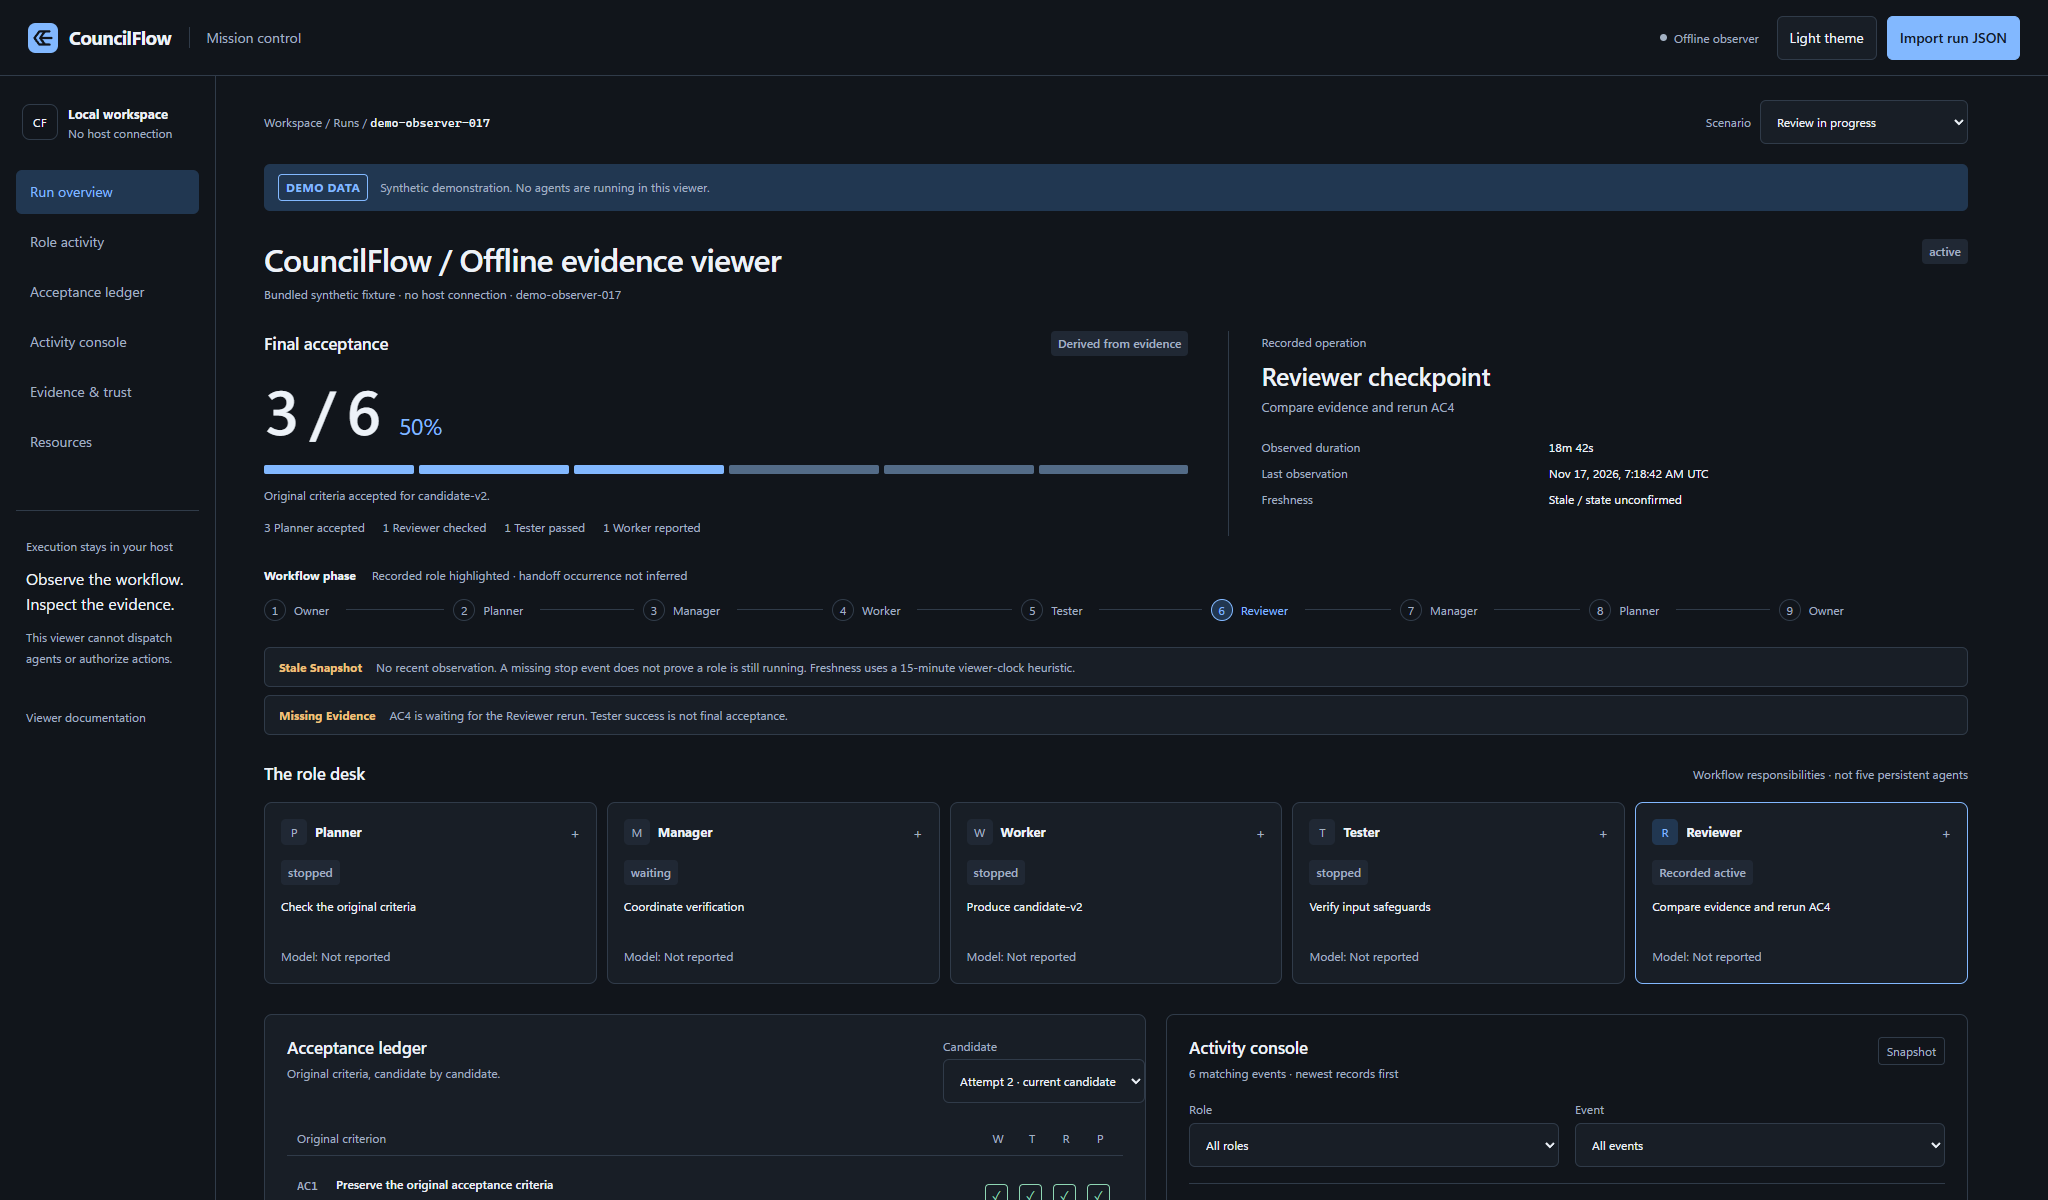 CouncilFlow
Mission control
Offline observer
Light theme
Import run JSON
CF
Local workspace
No host connection
Run overview
Role activity
Acceptance ledger
Activity console
Evidence & trust
Resources
Execution stays in your host
Observe the workflow.
Inspect the evidence.
This viewer cannot dispatch
agents or authorize actions.
Viewer documentation
Workspace / Runs / demo-observer-017
Scenario
Review in progress
DEMO DATA Synthetic demonstration. No agents are running in this viewer.
CouncilFlow / Offline evidence viewer
active
Bundled synthetic fixture · no host connection · demo-observer-017
Final acceptance
Derived from evidence
3 / 6 50%
Original criteria accepted for candidate-v2.
3 Planner accepted 1 Reviewer checked 1 Tester passed 1 Worker reported
Recorded operation
Reviewer checkpoint
Compare evidence and rerun AC4
Observed duration 18m 42s
Last observation Nov 17, 2026, 7:18:42 AM UTC
Freshness Stale / state unconfirmed
Workflow phase Recorded role highlighted · handoff occurrence not inferred
1 Owner 2 Planner 3 Manager 4 Worker 5 Tester 6 Reviewer 7 Manager 8 Planner 9 Owner
Stale Snapshot No recent observation. A missing stop event does not prove a role is still running. Freshness uses a 15-minute viewer-clock heuristic.
Missing Evidence AC4 is waiting for the Reviewer rerun. Tester success is not final acceptance.
The role desk
Workflow responsibilities · not five persistent agents
P Planner +
stopped
Check the original criteria
Model: Not reported
M Manager +
waiting
Coordinate verification
Model: Not reported
W Worker +
stopped
Produce candidate-v2
Model: Not reported
T Tester +
stopped
Verify input safeguards
Model: Not reported
R Reviewer +
Recorded active
Compare evidence and rerun AC4
Model: Not reported
Acceptance ledger
Original criteria, candidate by candidate.
Candidate
Attempt 2 · current candidate
Original criterion W T R P
AC1 Preserve the original acceptance criteria ✓ ✓ ✓ ✓
Activity console
6 matching events · newest records first
Snapshot
Role
All roles
Event
All events